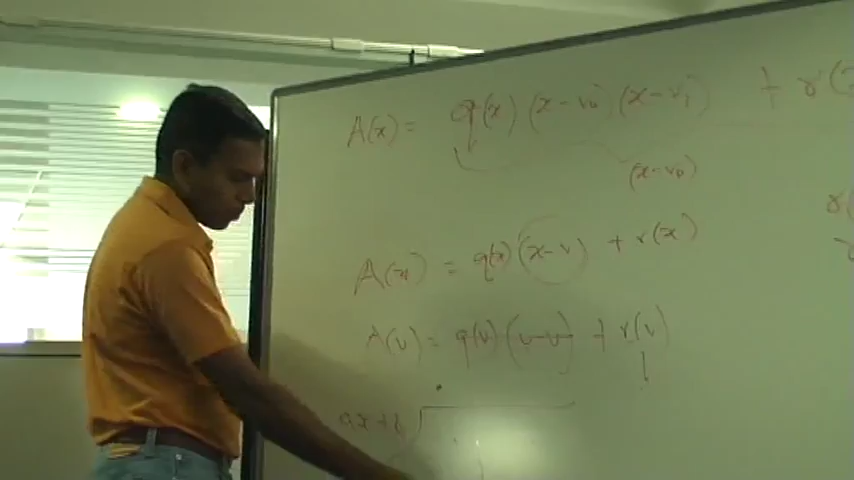 A(x) = q(x) (x-v₀) (x-v₁) + r(
(x-v₀)
A(x) = q(x) (x-v) + r(x)
A(v) = q(v) (v-v) + r(v)
ax+b